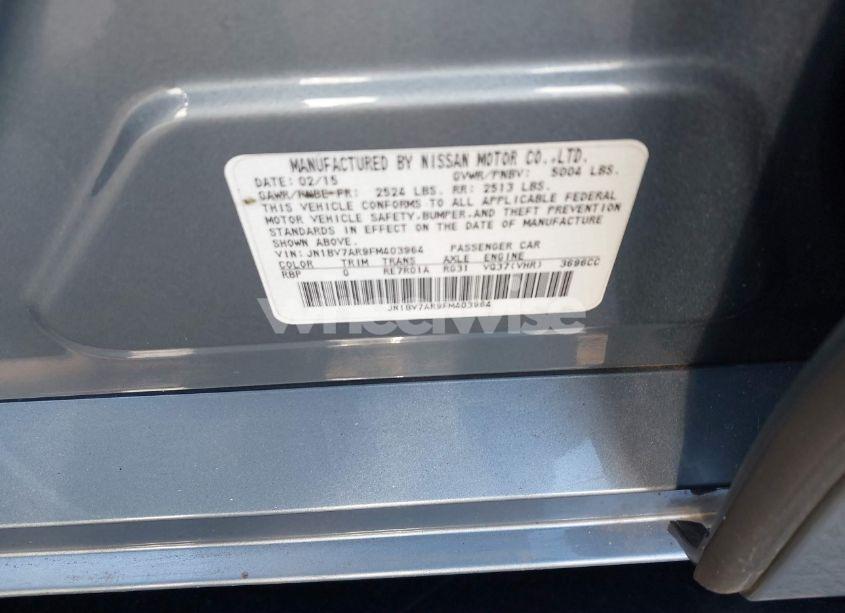 MANUFACTURED BY NISSAN MOTOR CO.,LTD.
DATE: 02/15 GVWR/PNBV: 5004 LBS.
GAWR/PNBE-FR: 2524 LBS. RR: 2513 LBS.
THIS VEHICLE CONFORMS TO ALL APPLICABLE FEDERAL
MOTOR VEHICLE SAFETY, BUMPER, AND THEFT PREVENTION
STANDARDS IN EFFECT ON THE DATE OF MANUFACTURE
SHOWN ABOVE.
VIN: JN1BV7AR9FM403964 PASSENGER CAR
COLOR TRIM TRANS AXLE ENGINE
RBP 0 RE7R01A RG31 VQ37(VHR) 3696CC
JN1BV7AR9FM403964
wheelwise